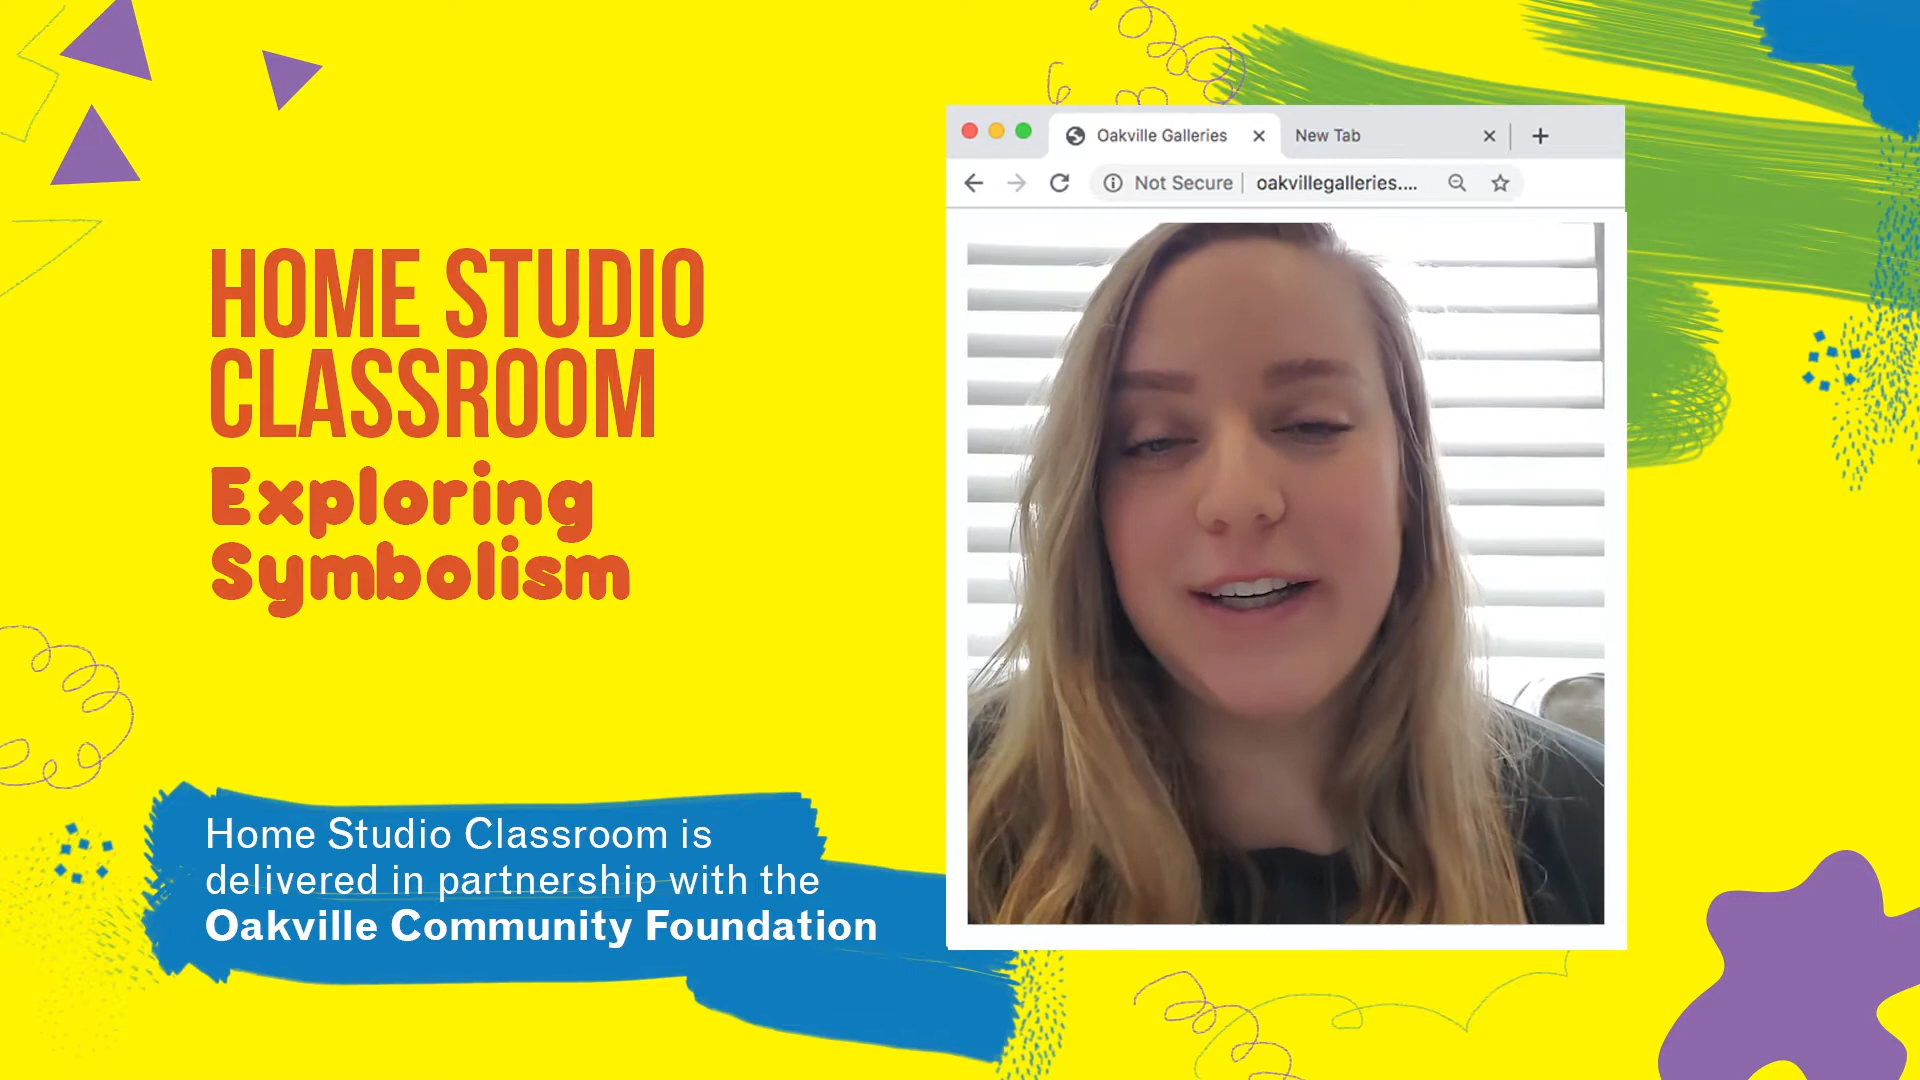 HOME STUDIO
CLASSROOM
Exploring
Symbolism
Home Studio Classroom is
delivered in partnership with the
Oakville Community Foundation
Oakville Galleries
New Tab
Not Secure
oakvillegalleries....